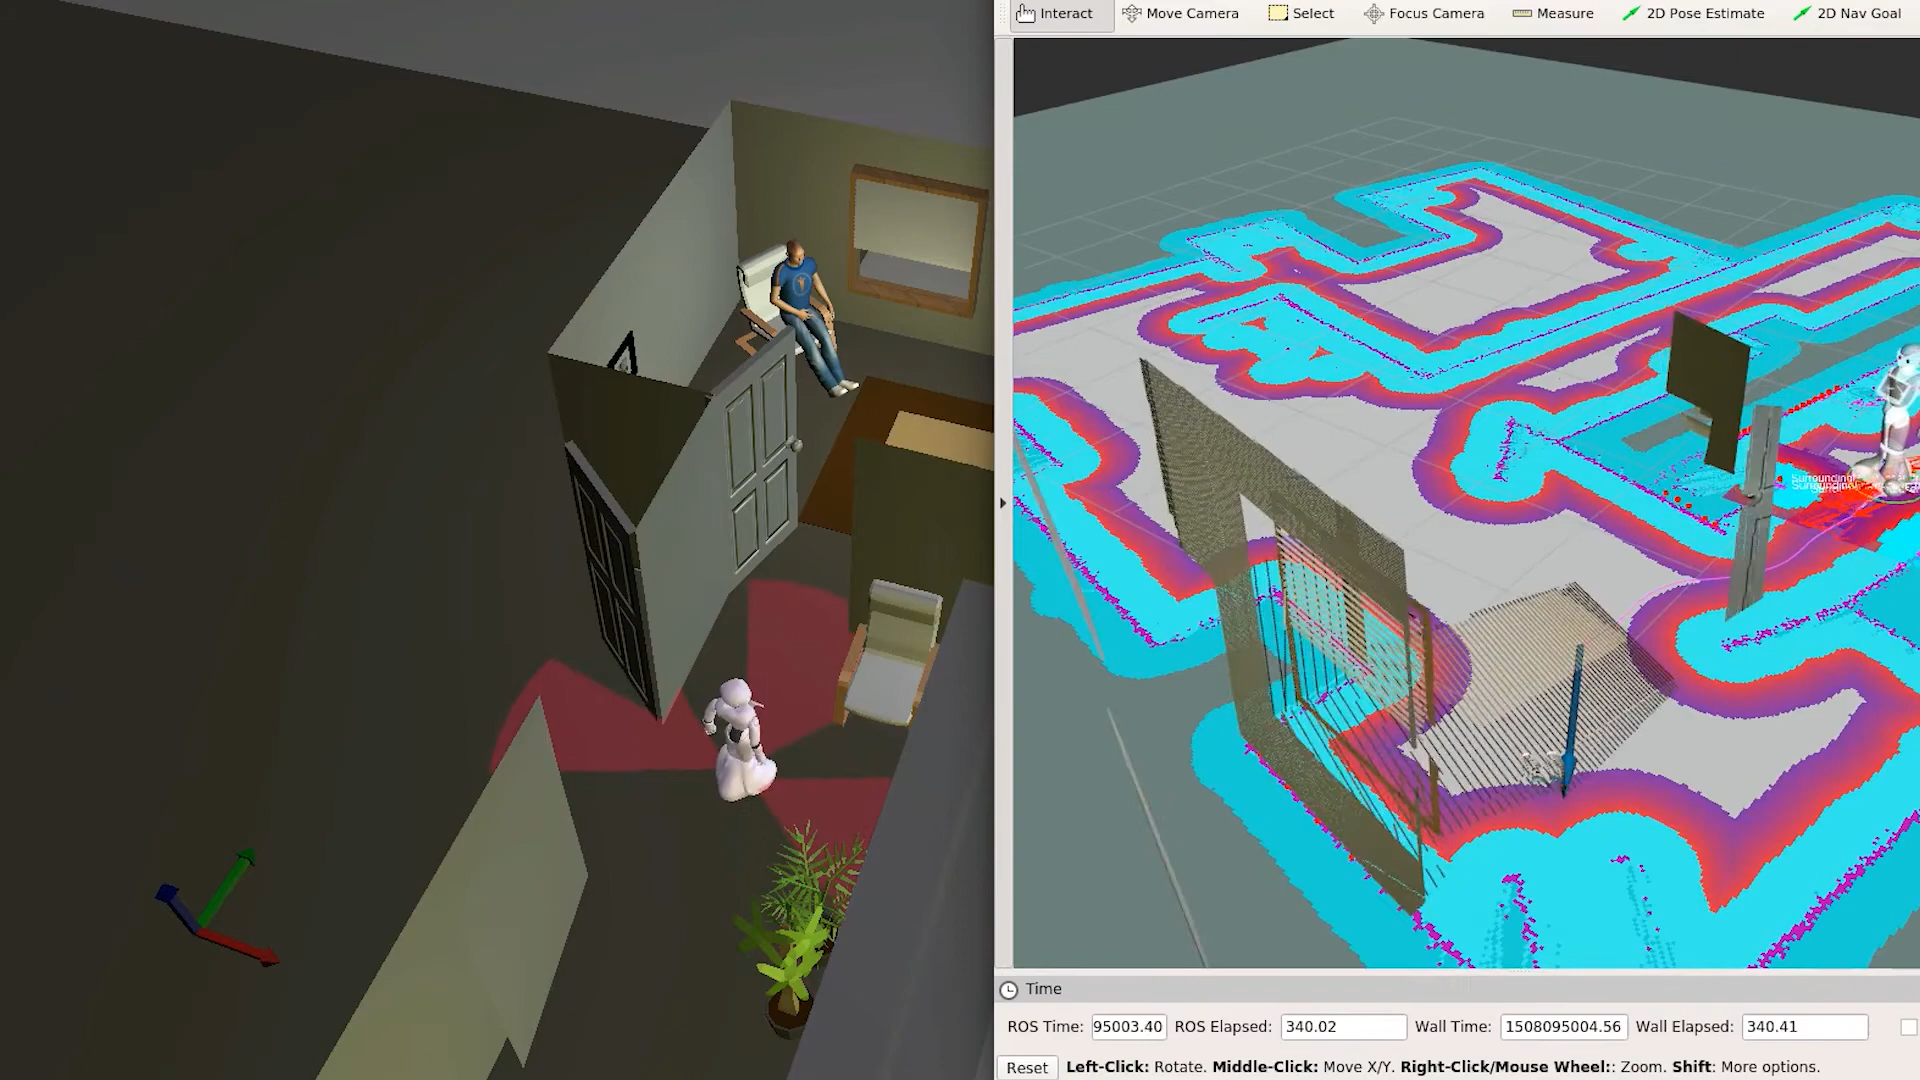 Interact Move Camera Select Focus Camera Measure 2D Pose Estimate 2D Nav Goal
Surrounding
Surrounding
Time
ROS Time: 95003.40 ROS Elapsed: 340.02 Wall Time: 1508095004.56 Wall Elapsed: 340.41
Reset Left-Click: Rotate. Middle-Click: Move X/Y. Right-Click/Mouse Wheel:: Zoom. Shift: More options.